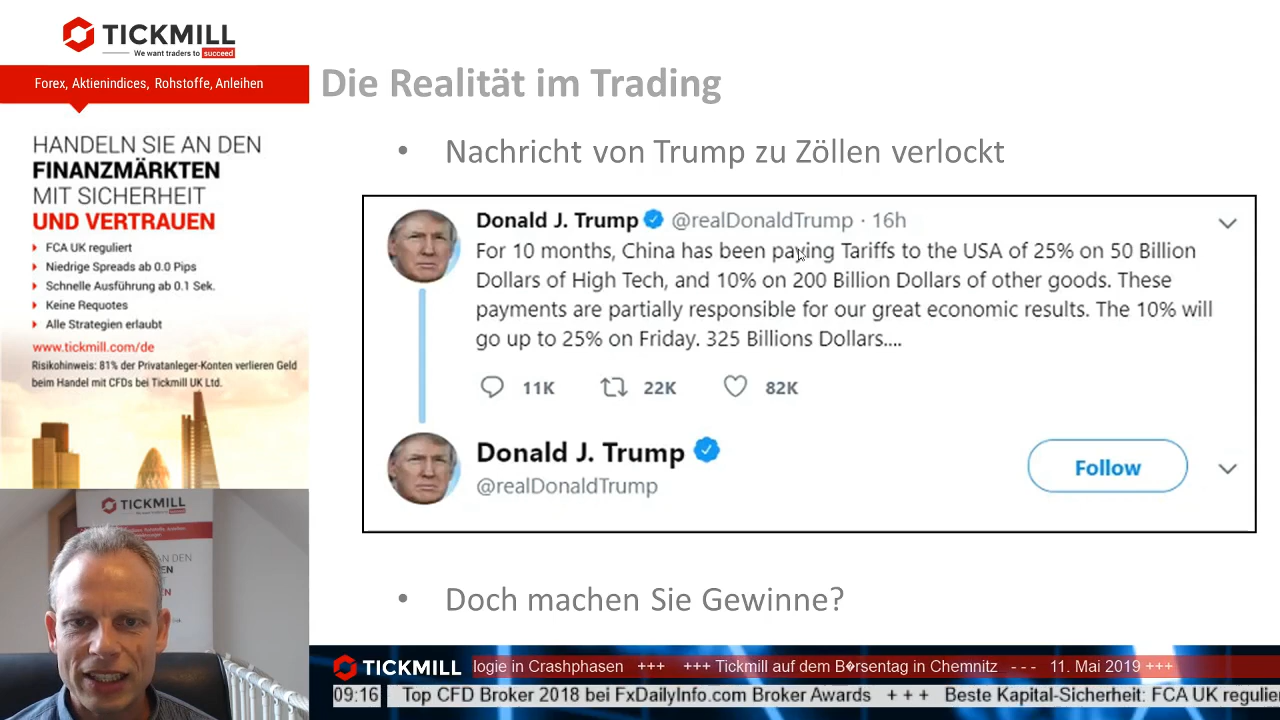 TICKMILL
We want traders to succeed
Forex, Aktienindices, Rohstoffe, Anleihen
HANDELN SIE AN DEN
FINANZMÄRKTEN
MIT SICHERHEIT
UND VERTRAUEN
FCA UK reguliert
Niedrige Spreads ab 0.0 Pips
Schnelle Ausführung ab 0.1 Sek.
Keine Requotes
Alle Strategien erlaubt
www.tickmill.com/de
Risikohinweis: 81% der Privatanleger-Konten verlieren Geld
beim Handel mit CFDs bei Tickmill UK Ltd.
TICKMILL
Die Realität im Trading
• Nachricht von Trump zu Zöllen verlockt
Donald J. Trump @realDonaldTrump · 16h
For 10 months, China has been paying Tariffs to the USA of 25% on 50 Billion
Dollars of High Tech, and 10% on 200 Billion Dollars of other goods. These
payments are partially responsible for our great economic results. The 10% will
go up to 25% on Friday. 325 Billions Dollars....
11K 22K 82K
Donald J. Trump
@realDonaldTrump
Follow
• Doch machen Sie Gewinne?
TICKMILL logie in Crashphasen +++ +++ Tickmill auf dem B�rsentag in Chemnitz - - - 11. Mai 2019 +++
09:16 Top CFD Broker 2018 bei FxDailyInfo.com Broker Awards + + + Beste Kapital-Sicherheit: FCA UK regulie